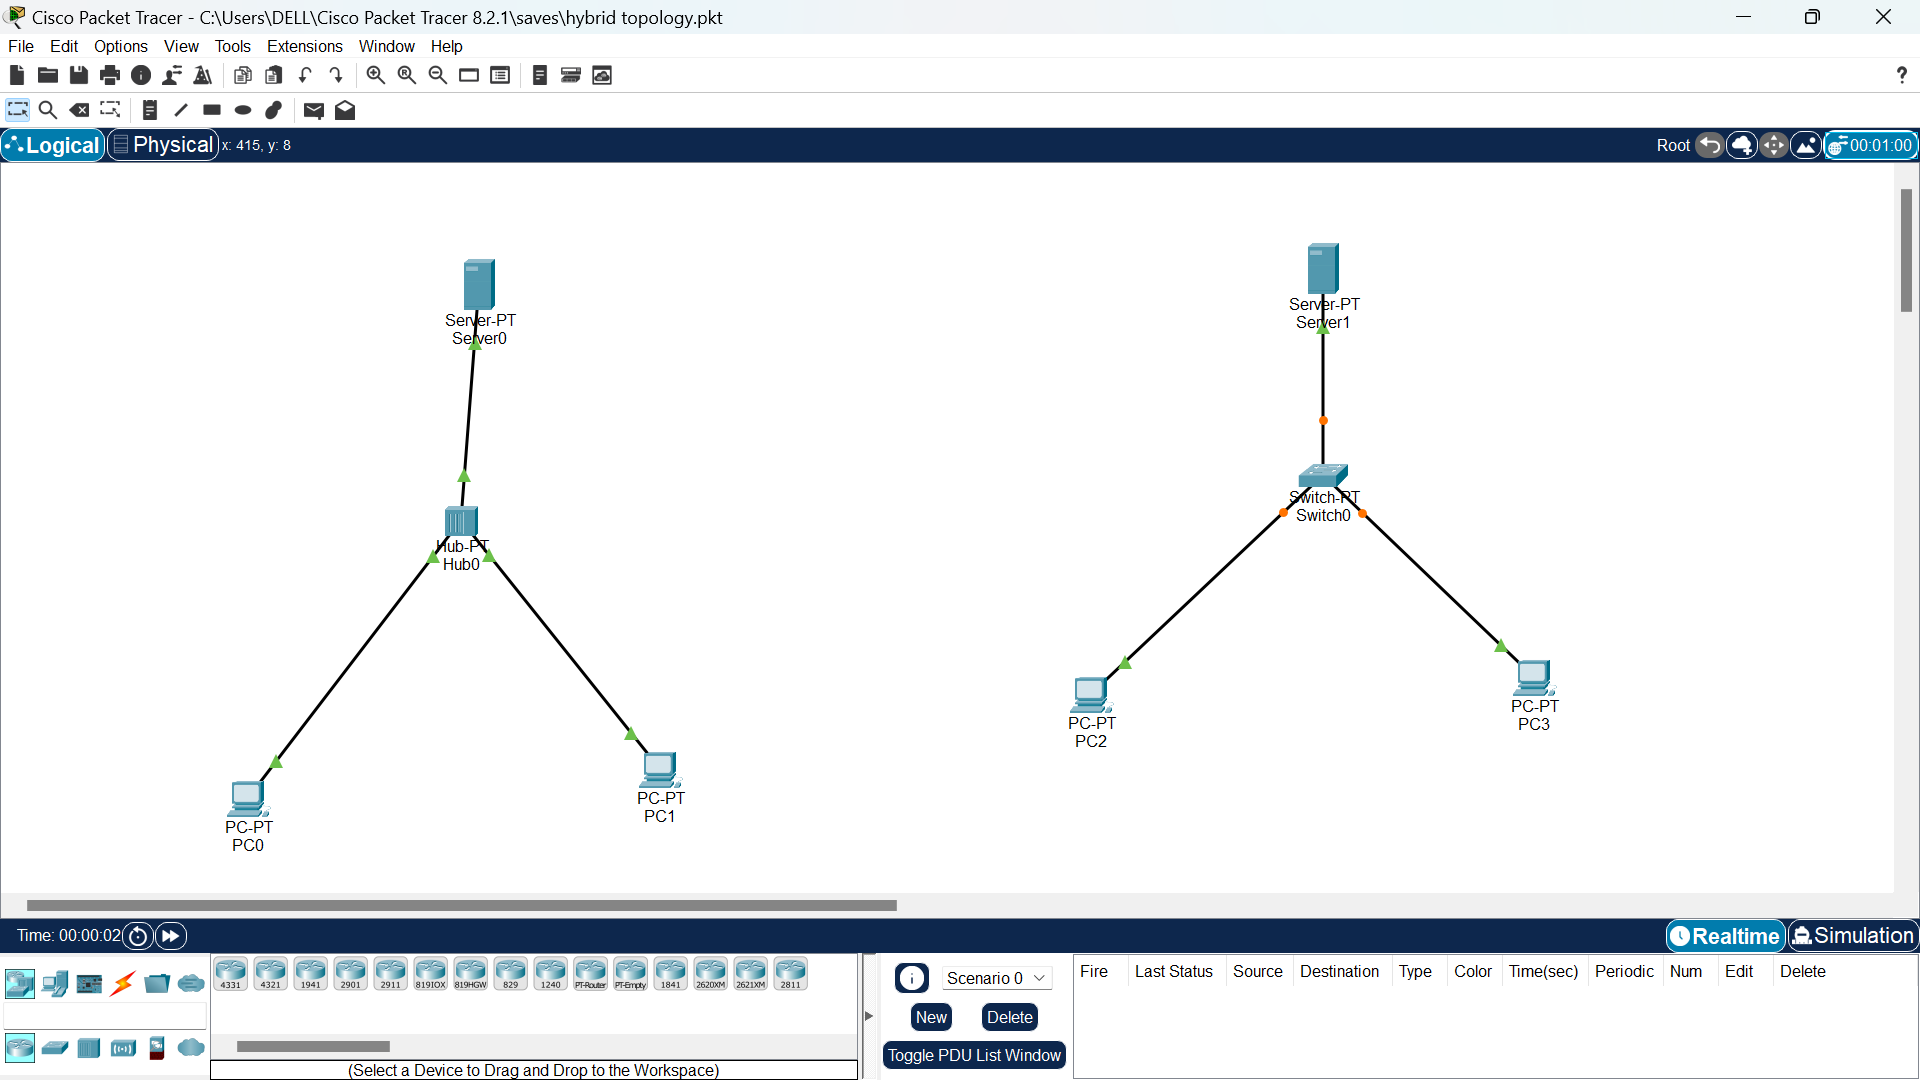 Cisco Packet Tracer - C:\Users\DELL\Cisco Packet Tracer 8.2.1\saves\hybrid topology.pkt
File Edit Options View Tools Extensions Window Help
?
Logical Physical x: 415, y: 8 Root 00:01:00
Server-PT
Server0
Server-PT
Server1
Hub-PT
Hub0
Switch-PT
Switch0
PC-PT
PC0
PC-PT
PC1
PC-PT
PC2
PC-PT
PC3
Time: 00:00:02 Realtime Simulation
4331 4321 1941 2901 2911 819IOX 819HGW 829 1240 PT-Router PT-Empty 1841 2620XM 2621XM 2811
(Select a Device to Drag and Drop to the Workspace)
Scenario 0
New Delete
Toggle PDU List Window
Fire Last Status Source Destination Type Color Time(sec) Periodic Num Edit Delete